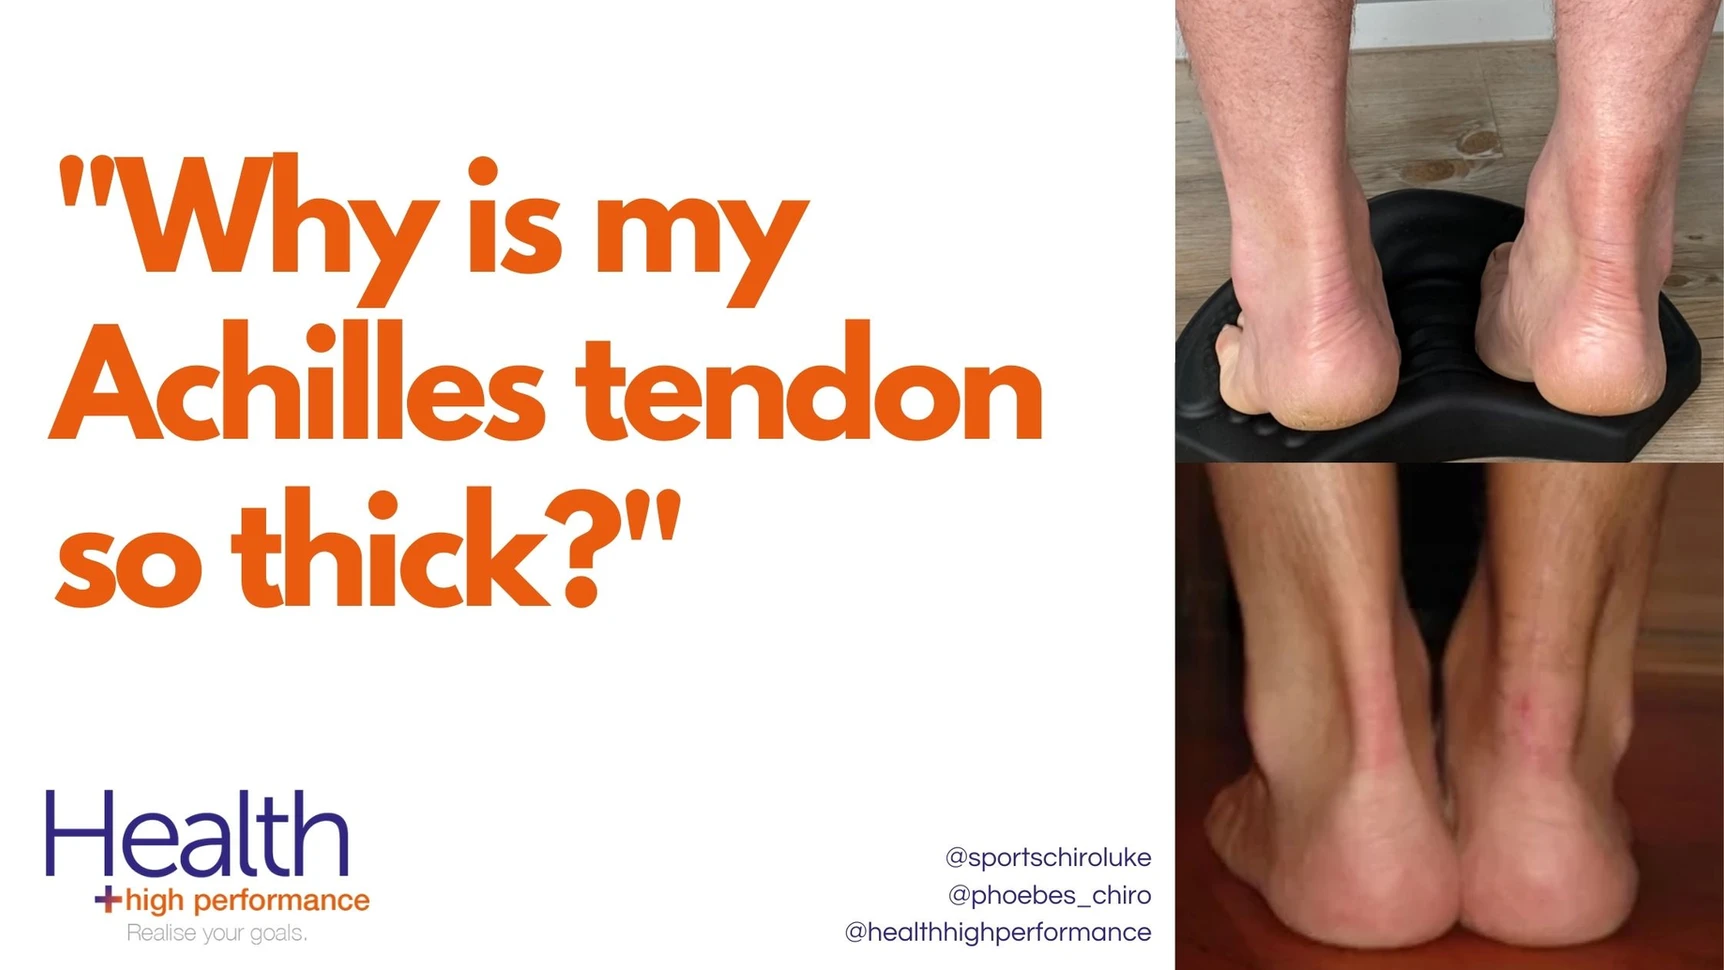 "Why is my
Achilles tendon
so thick?"
Health
+high performance
Realise your goals.
@sportschiroluke
@phoebes_chiro
@healthhighperformance